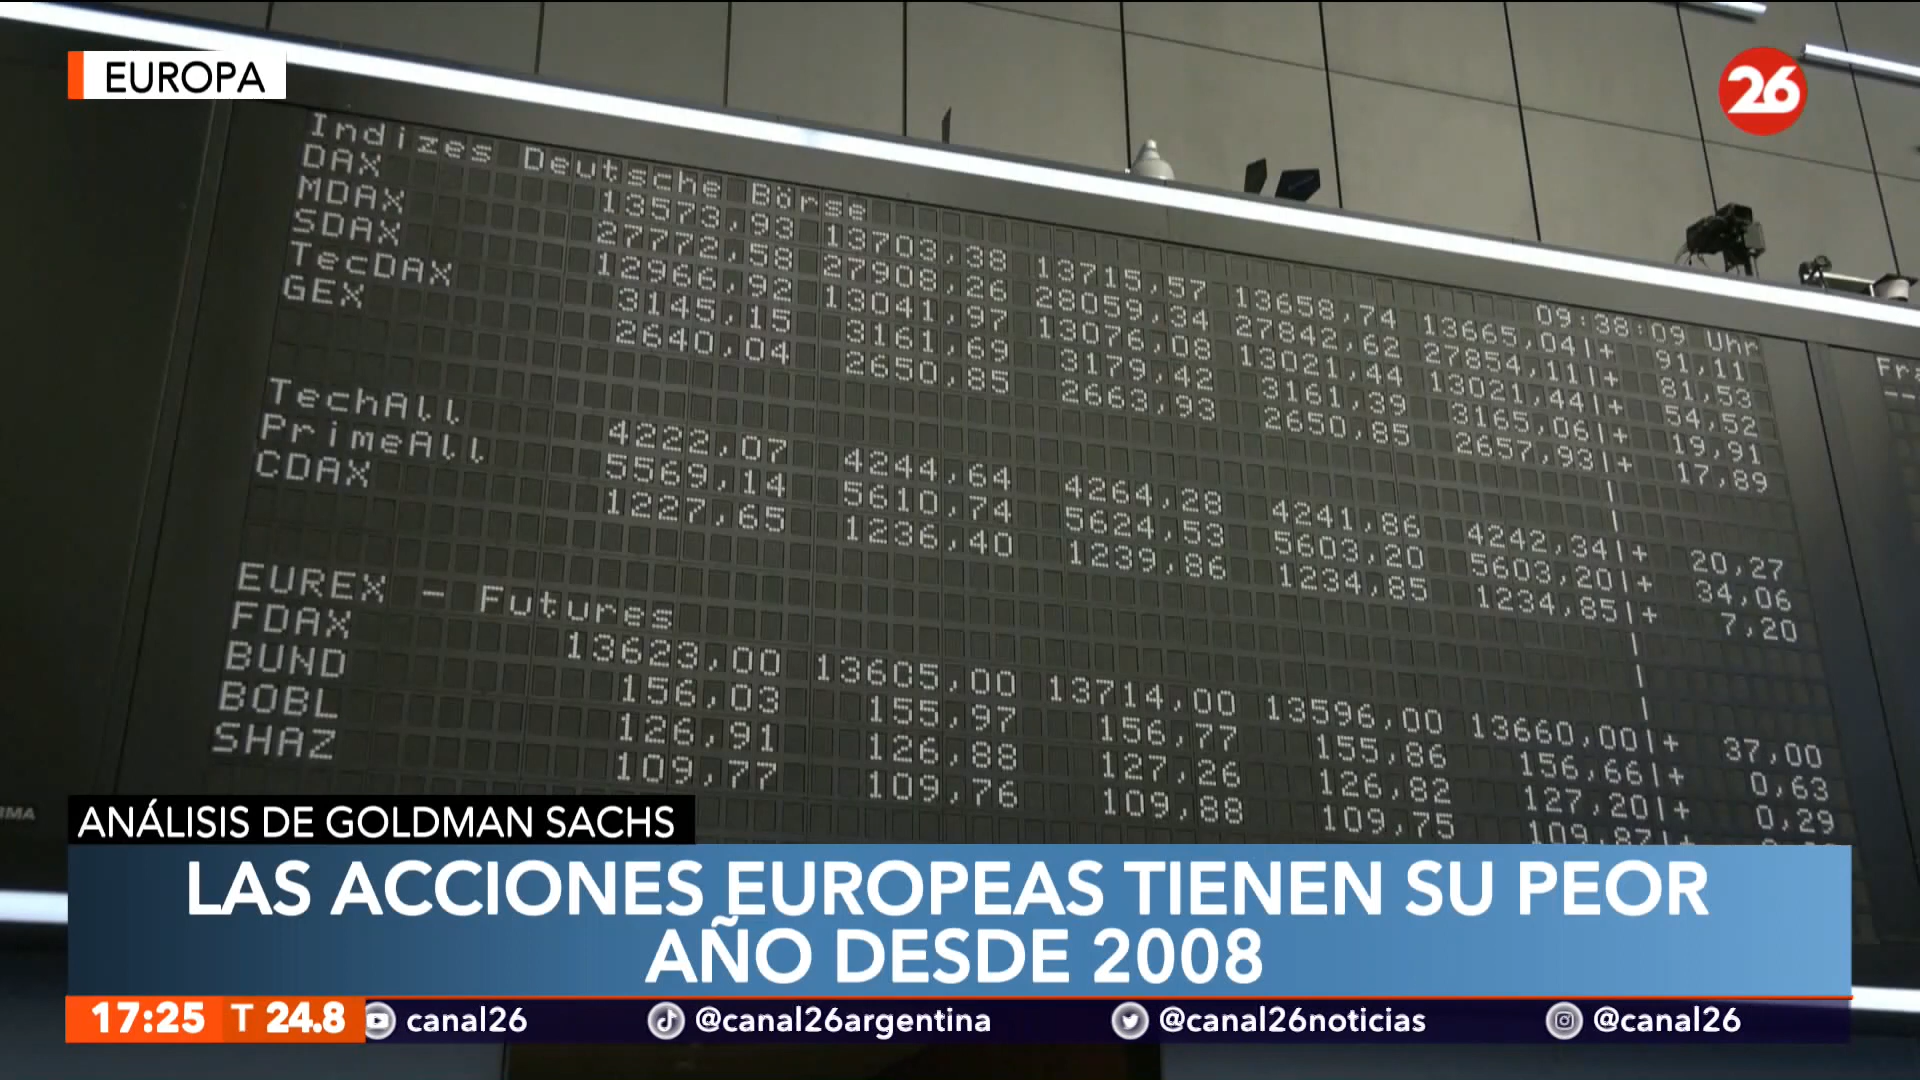 EUROPA
26
Indizes Deutsche Börse
09:38:09 Uhr
DAX 13573,93 13703,38 13715,57 13658,74 13665,04|+ 91,11
MDAX 27772,58 27908,26 28059,34 27842,62 27854,11|+ 81,53
SDAX 12966,92 13041,97 13076,08 13021,44 13021,44|+ 54,52
TecDAX 3145,15 3161,69 3179,42 3161,39 3165,06|+ 19,91
GEX 2640,04 2650,85 2663,93 2650,85 2657,93|+ 17,89
TechAll 4222,07 4244,64 4264,28 4241,86 4242,34|+ 20,27
PrimeAll 5569,14 5610,74 5624,53 5603,20 5603,20|+ 34,06
CDAX 1227,65 1236,40 1239,86 1234,85 1234,85|+ 7,20
EUREX - Futures
FDAX 13623,00 13605,00 13714,00 13596,00 13660,00|+ 37,00
BUND 156,03 155,97 156,77 155,86 156,66|+ 0,63
BOBL 126,91 126,88 127,26 126,82 127,20|+ 0,29
SHAZ 109,77 109,76 109,88 109,75 109,87|+
ANÁLISIS DE GOLDMAN SACHS
LAS ACCIONES EUROPEAS TIENEN SU PEOR
AÑO DESDE 2008
17:25 T 24.8 canal26 @canal26argentina @canal26noticias @canal26